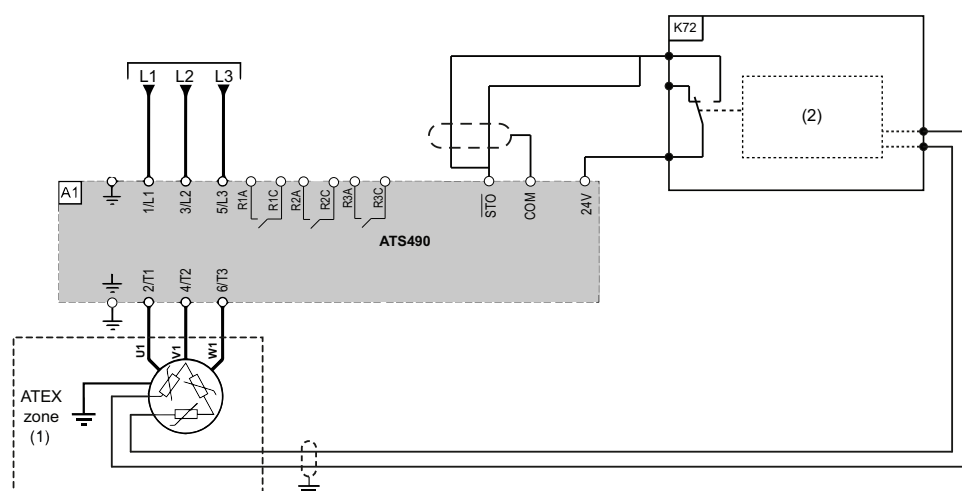 K72
L1 L2 L3
(2)
A1
1/L1
3/L2
5/L3
R1A
R1C
R2A
R2C
R3A
R3C
STO
COM
24V
ATS490
2/T1
4/T2
6/T3
U1
V1
W1
ATEX
zone
(1)